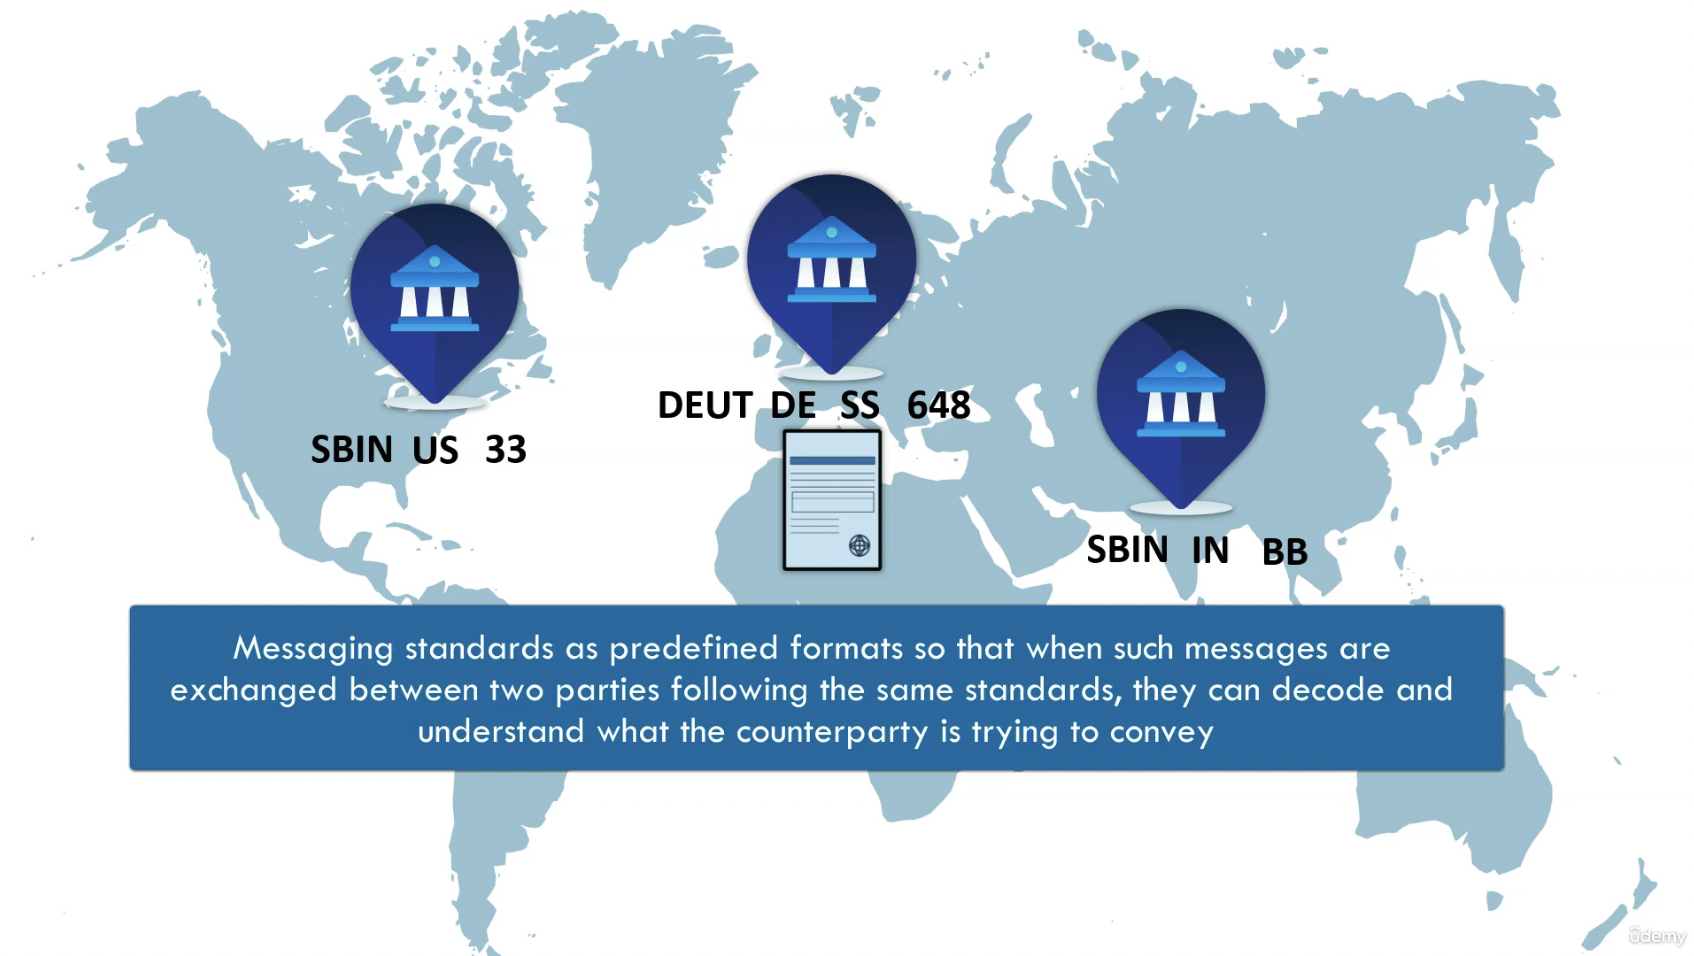 DEUT DE SS 648
SBIN US 33
SBIN IN BB
Messaging standards as predefined formats so that when such messages are
exchanged between two parties following the same standards, they can decode and
understand what the counterparty is trying to convey
ûdemy